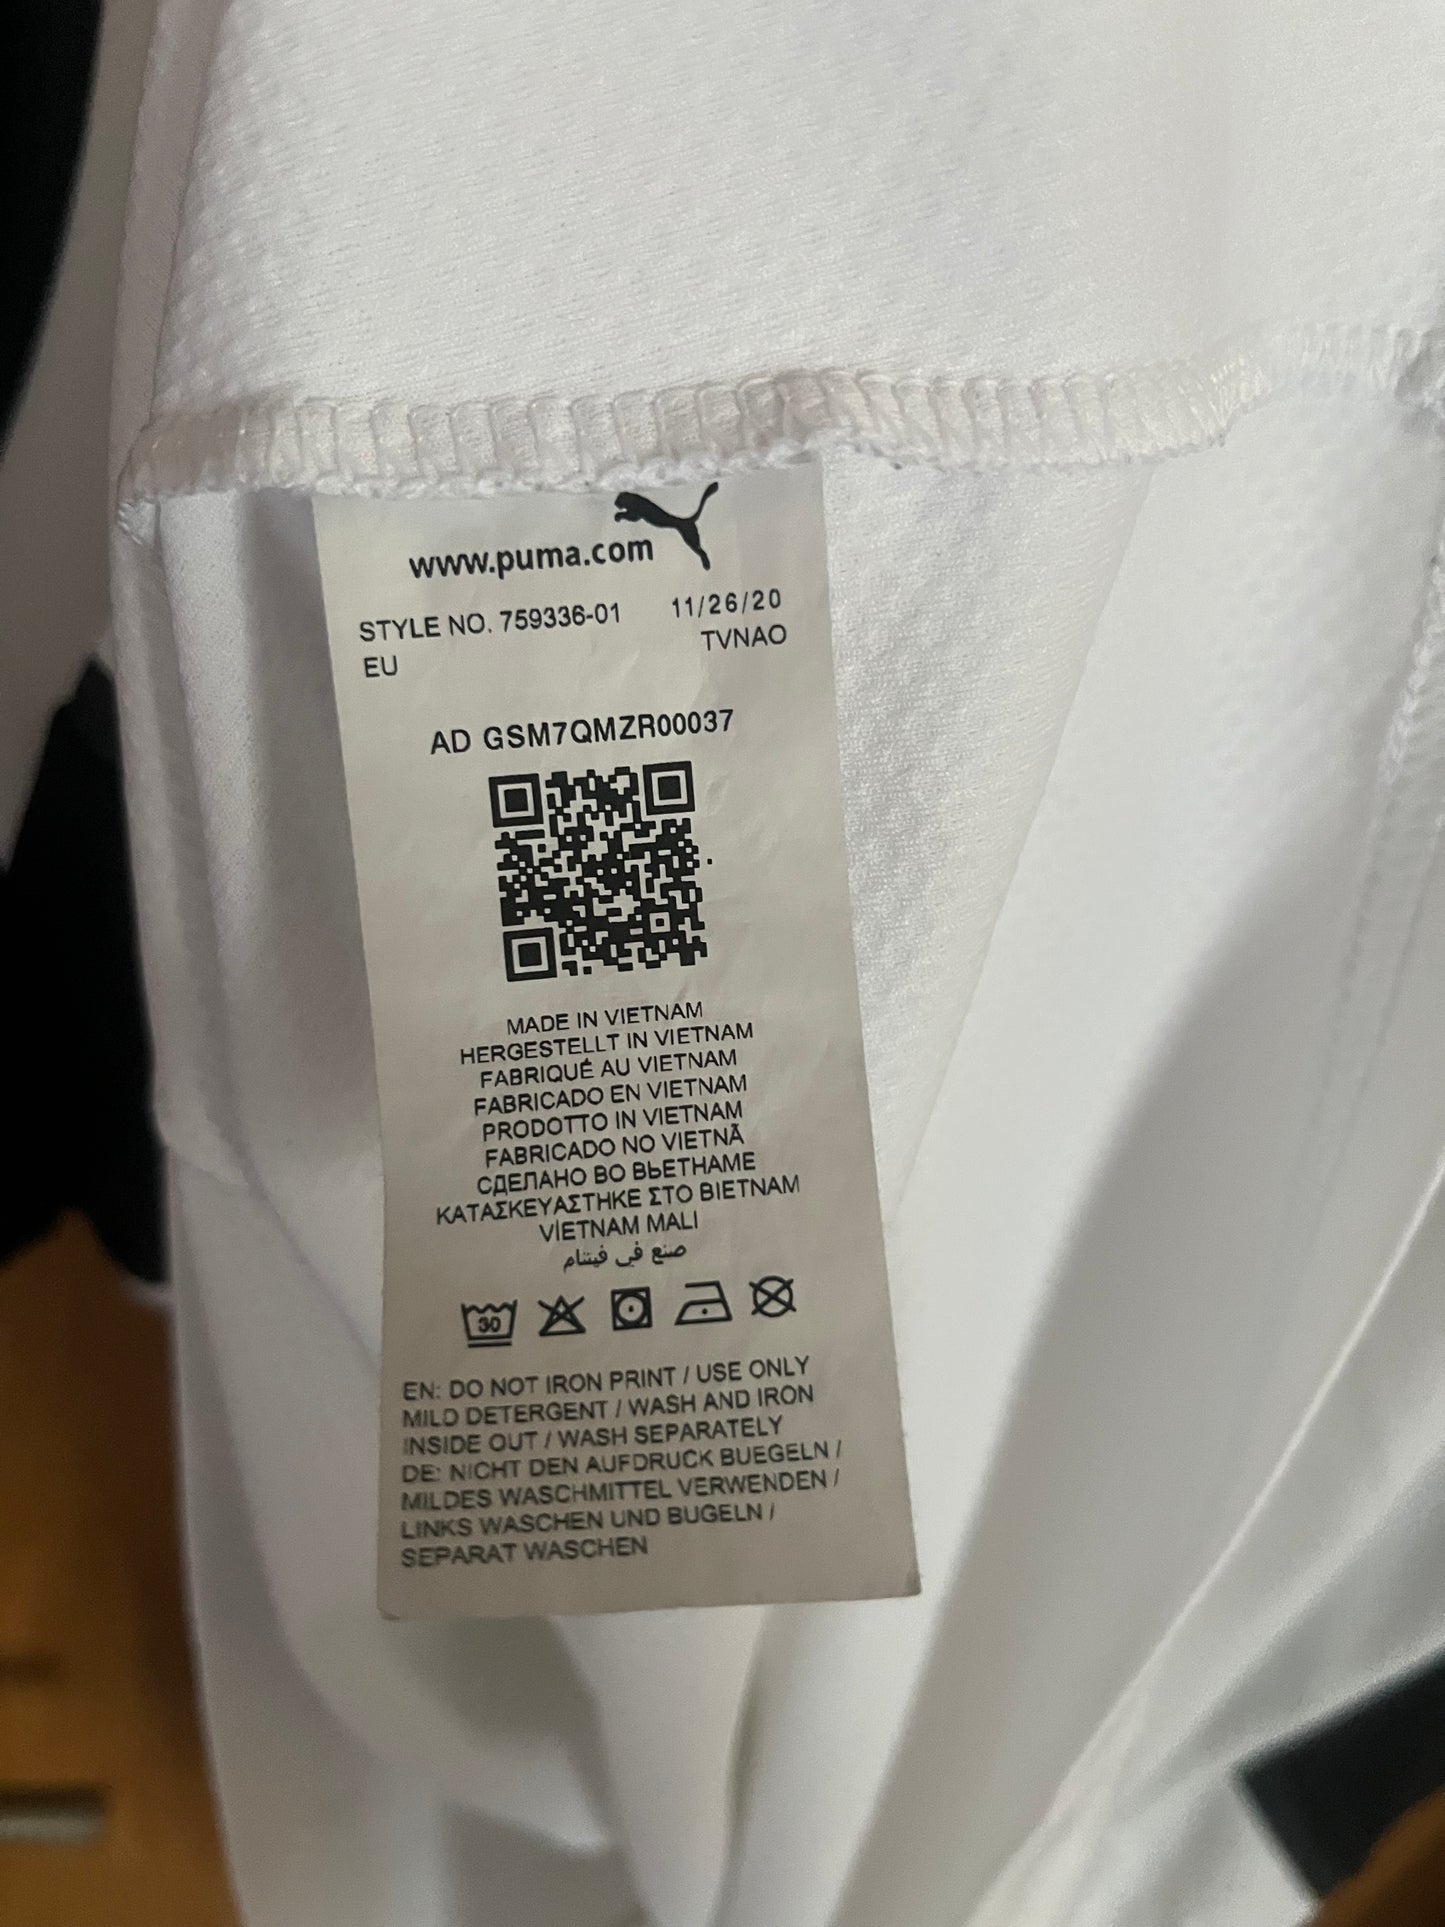 www.puma.com
STYLE NO. 759336-01 11/26/20
EU TVNAO
AD GSM7QMZR00037
MADE IN VIETNAM
HERGESTELLT IN VIETNAM
FABRIQUÉ AU VIETNAM
FABRICADO EN VIETNAM
PRODOTTO IN VIETNAM
FABRICADO NO VIETNÃ
СДЕЛАНО ВО ВЬЕТНАМЕ
ΚΑΤΑΣΚΕΥΑΣΤΗΚΕ ΣΤΟ ΒΙΕΤΝΑΜ
VİETNAM MALI
صنع في فيتنام
30
EN: DO NOT IRON PRINT / USE ONLY
MILD DETERGENT / WASH AND IRON
INSIDE OUT / WASH SEPARATELY
DE: NICHT DEN AUFDRUCK BUEGELN /
MILDES WASCHMITTEL VERWENDEN /
LINKS WASCHEN UND BUGELN /
SEPARAT WASCHEN